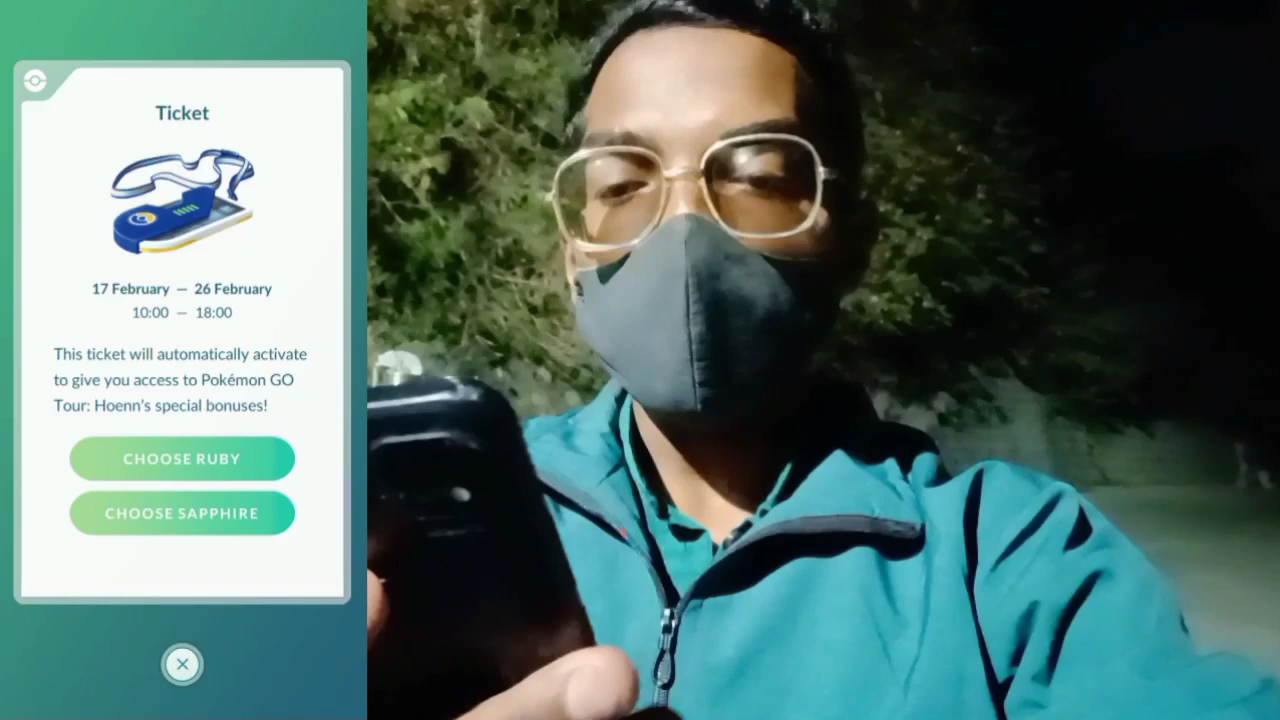 Ticket
17 February — 26 February
10:00 — 18:00
This ticket will automatically activate
to give you access to Pokémon GO
Tour: Hoenn's special bonuses!
CHOOSE RUBY
CHOOSE SAPPHIRE